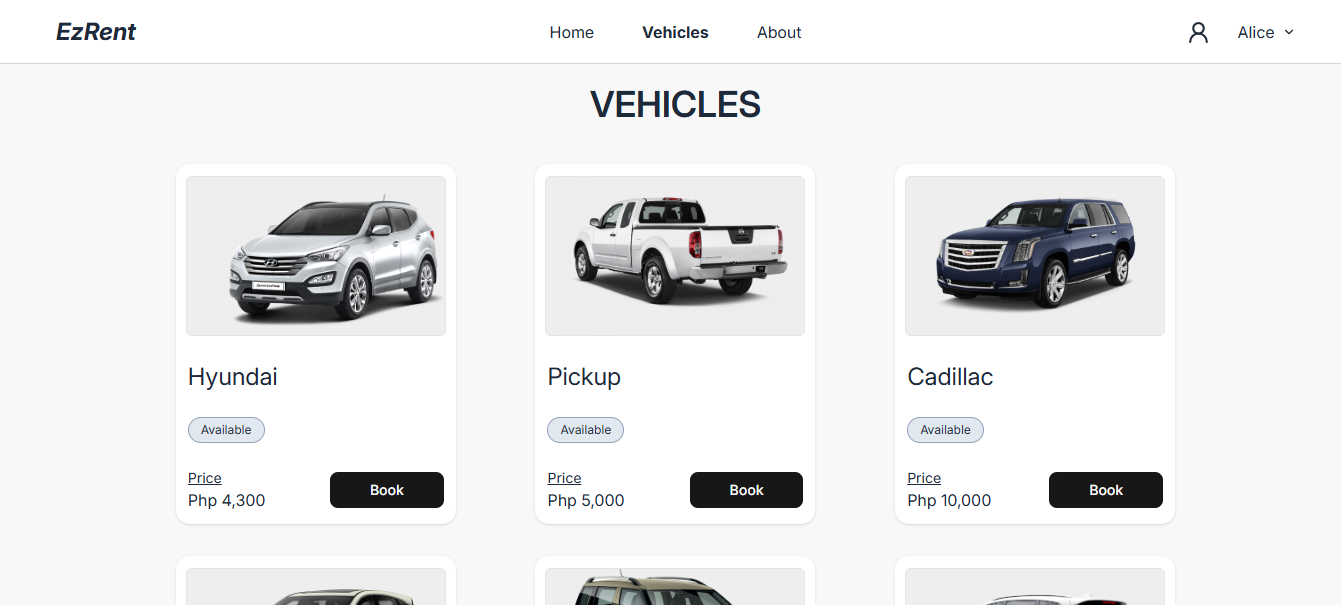 EzRent
Home
Vehicles
About
Alice
VEHICLES
Hyundai
Available
Price
Php 4,300
Book
Pickup
Available
Price
Php 5,000
Book
Cadillac
Available
Price
Php 10,000
Book